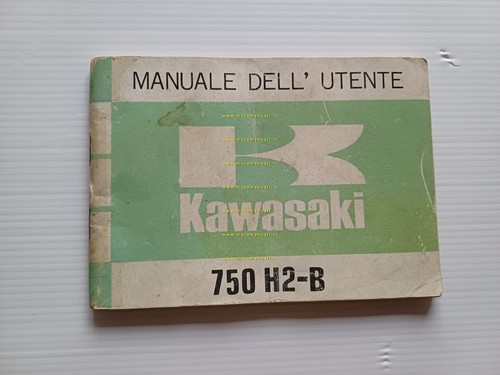 MANUALE DELL' UTENTE
Kawasaki
750 H2-B